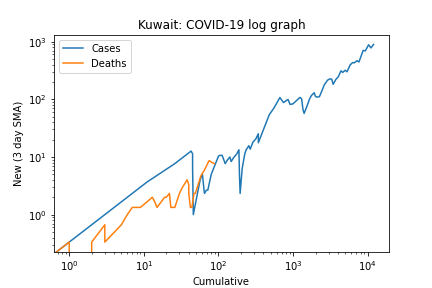 Kuwait: COVID-19 log graph
Cases
Deaths
New (3 day SMA)
10³
10²
10¹
10⁰
10⁰ 10¹ 10² 10³ 10⁴
Cumulative